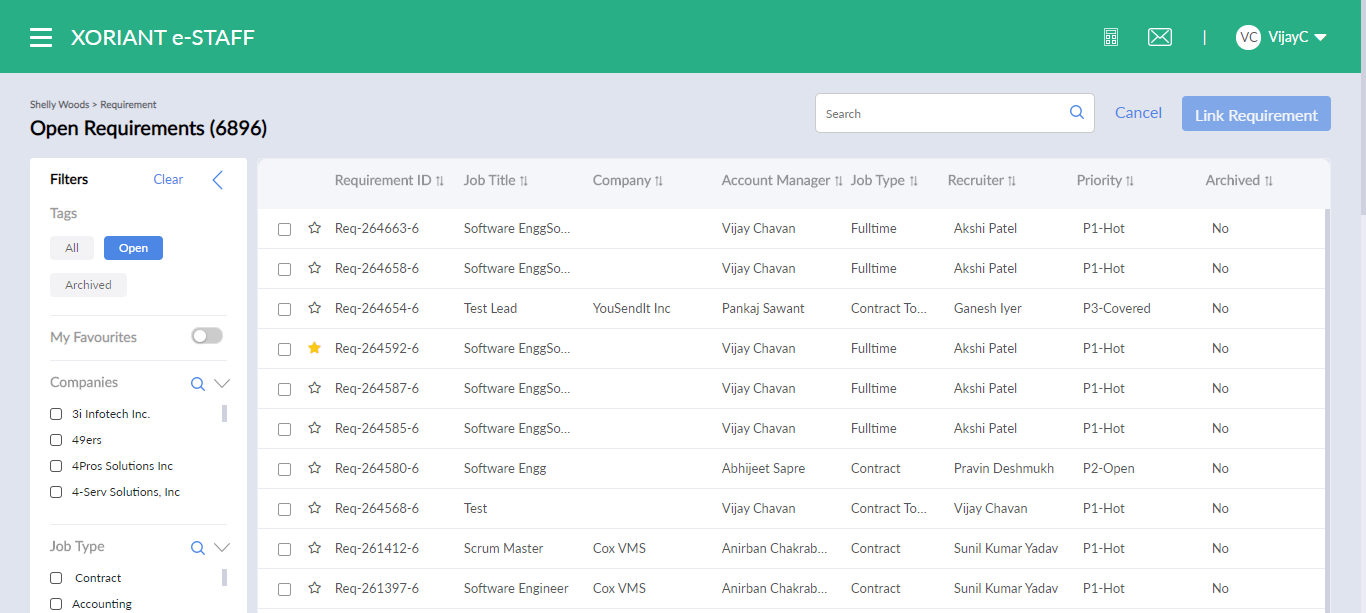 XORIANT e-STAFF
|
VC VijayC
Shelly Woods > Requirement
Open Requirements (6896)
Search
Cancel
Link Requirement
Filters Clear
Tags
All Open
Archived
My Favourites
Companies
3i Infotech Inc.
49ers
4Pros Solutions Inc
4-Serv Solutions, Inc
Job Type
Contract
Accounting
Requirement ID Job Title Company Account Manager Job Type Recruiter Priority Archived
Req-264663-6 Software EnggSo... Vijay Chavan Fulltime Akshi Patel P1-Hot No
Req-264658-6 Software EnggSo... Vijay Chavan Fulltime Akshi Patel P1-Hot No
Req-264654-6 Test Lead YouSendIt Inc Pankaj Sawant Contract To... Ganesh Iyer P3-Covered No
Req-264592-6 Software EnggSo... Vijay Chavan Fulltime Akshi Patel P1-Hot No
Req-264587-6 Software EnggSo... Vijay Chavan Fulltime Akshi Patel P1-Hot No
Req-264585-6 Software EnggSo... Vijay Chavan Fulltime Akshi Patel P1-Hot No
Req-264580-6 Software Engg Abhijeet Sapre Contract Pravin Deshmukh P2-Open No
Req-264568-6 Test Vijay Chavan Contract To... Vijay Chavan P1-Hot No
Req-261412-6 Scrum Master Cox VMS Anirban Chakrab... Contract Sunil Kumar Yadav P1-Hot No
Req-261397-6 Software Engineer Cox VMS Anirban Chakrab... Contract Sunil Kumar Yadav P1-Hot No